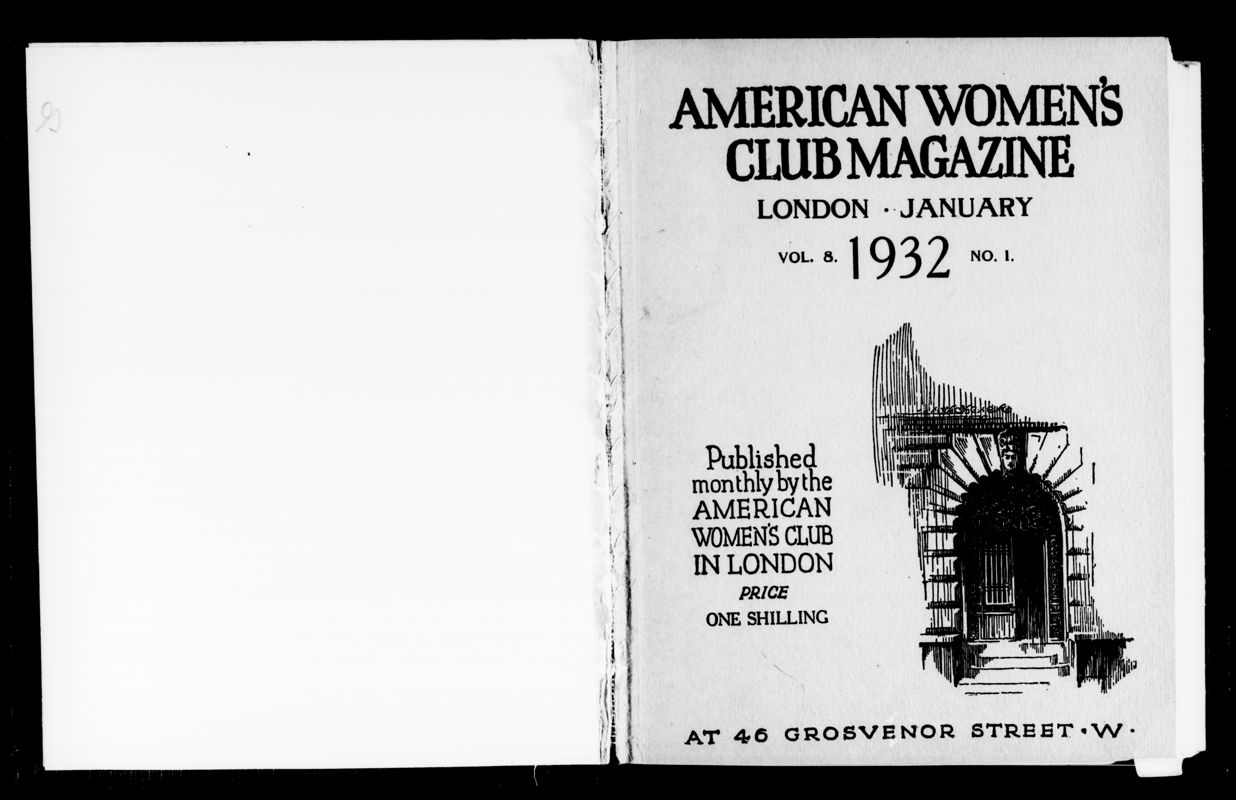 AMERICAN WOMEN'S
CLUB MAGAZINE
LONDON · JANUARY
VOL. 8. 1932 NO. 1.
Published
monthly by the
AMERICAN
WOMEN'S CLUB
IN LONDON
PRICE
ONE SHILLING
AT 46 GROSVENOR STREET · W ·